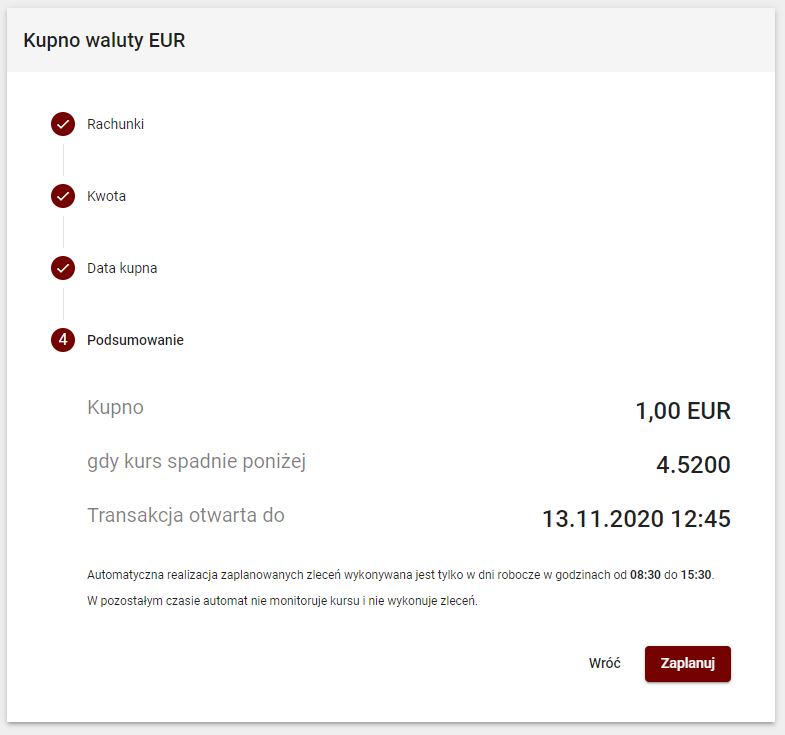 Kupno waluty EUR
Rachunki
Kwota
Data kupna
4 Podsumowanie
Kupno 1,00 EUR
gdy kurs spadnie poniżej 4.5200
Transakcja otwarta do 13.11.2020 12:45
Automatyczna realizacja zaplanowanych zleceń wykonywana jest tylko w dni robocze w godzinach od 08:30 do 15:30.
W pozostałym czasie automat nie monitoruje kursu i nie wykonuje zleceń.
Wróć Zaplanuj